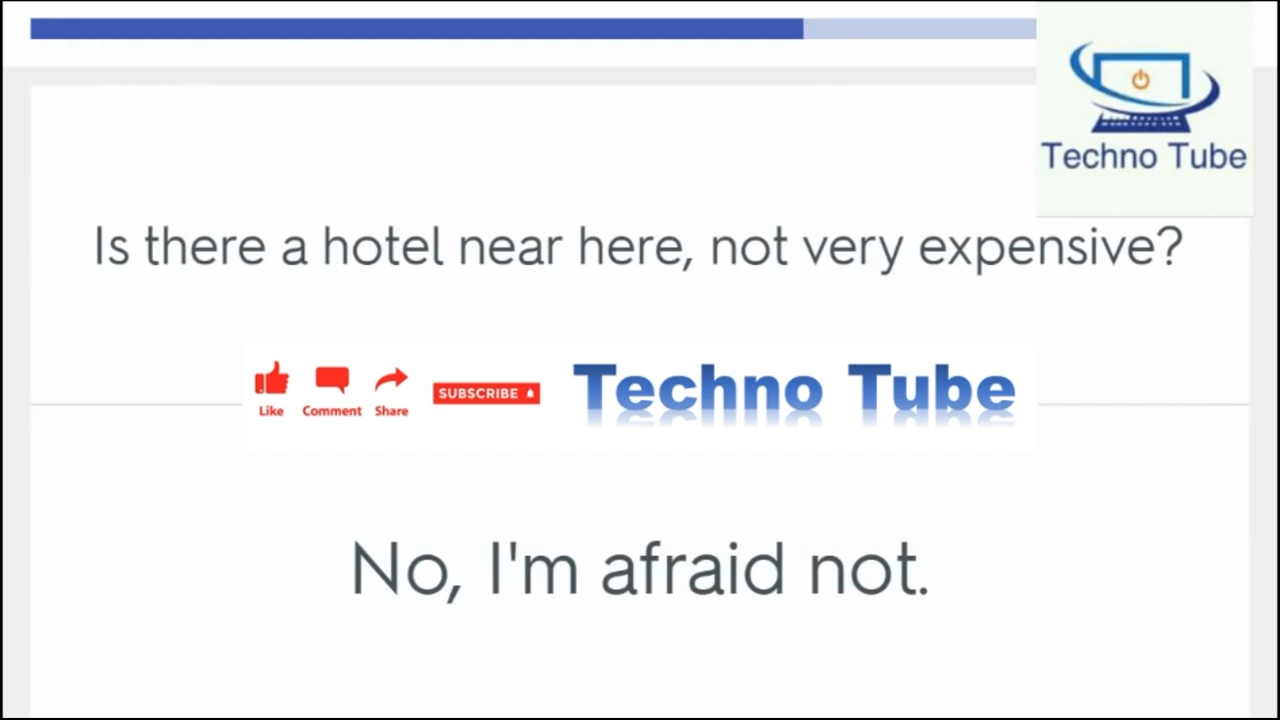 Techno Tube
Is there a hotel near here, not very expensive?
Like Comment Share SUBSCRIBE Techno Tube
No, I'm afraid not.